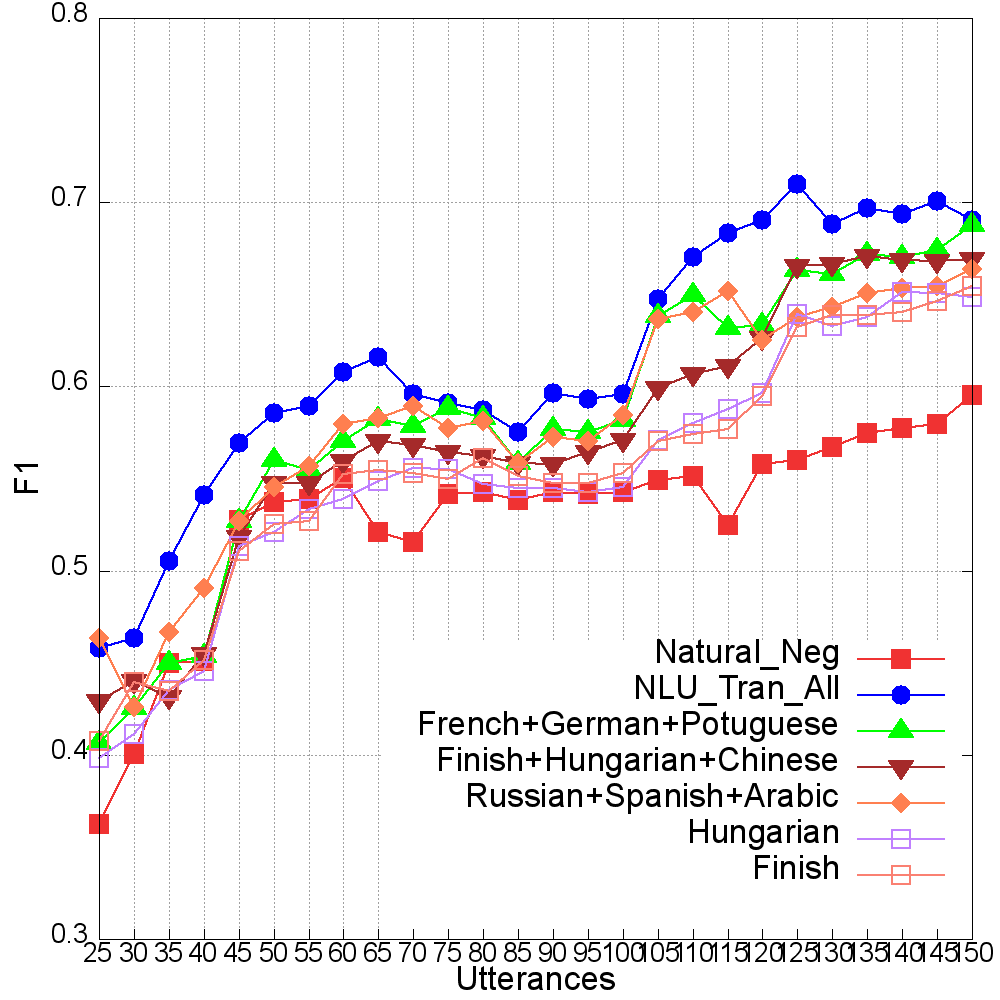 0.8
0.7
0.6
0.5
0.4
0.3
F1
Natural_Neg
NLU_Tran_All
French+German+Potuguese
Finish+Hungarian+Chinese
Russian+Spanish+Arabic
Hungarian
Finish
25 30 35 40 45 50 55 60 65 70 75 80 85 90 95 100 105 110 115 120 125 130 135 140 145 150
Utterances